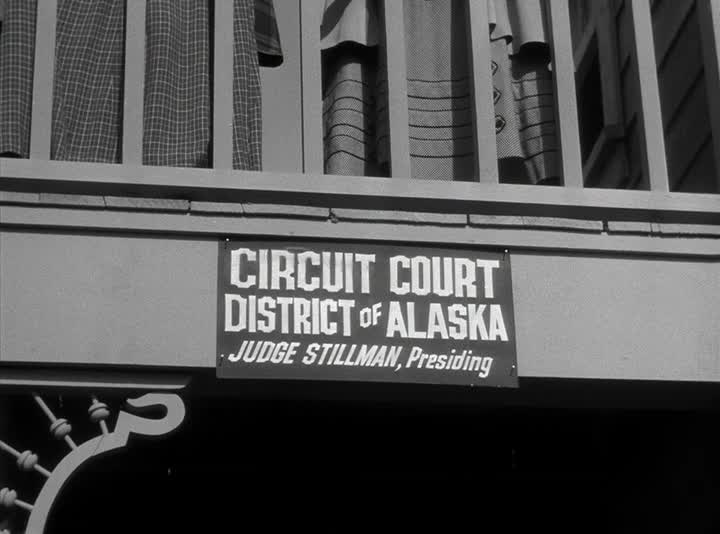 CIRCUIT COURT
DISTRICT OF ALASKA
JUDGE STILLMAN, Presiding